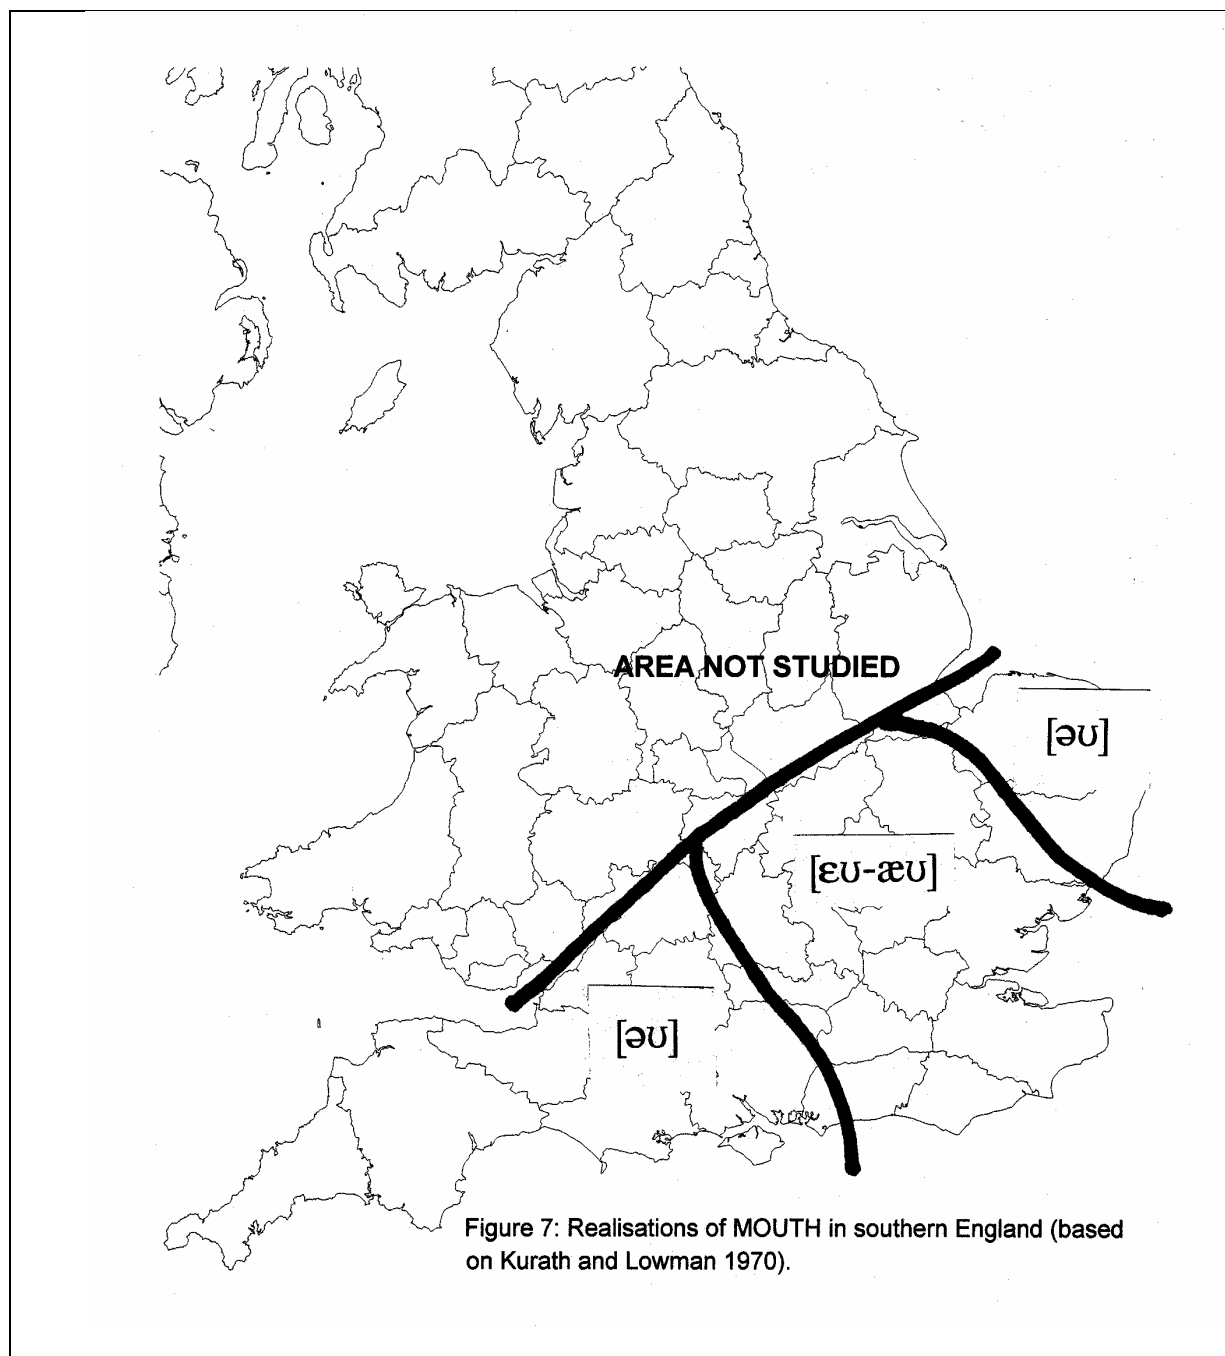 AREA NOT STUDIED
[əʊ]
[ɛʊ-æʊ]
[əʊ]
Figure 7: Realisations of MOUTH in southern England (based
on Kurath and Lowman 1970).